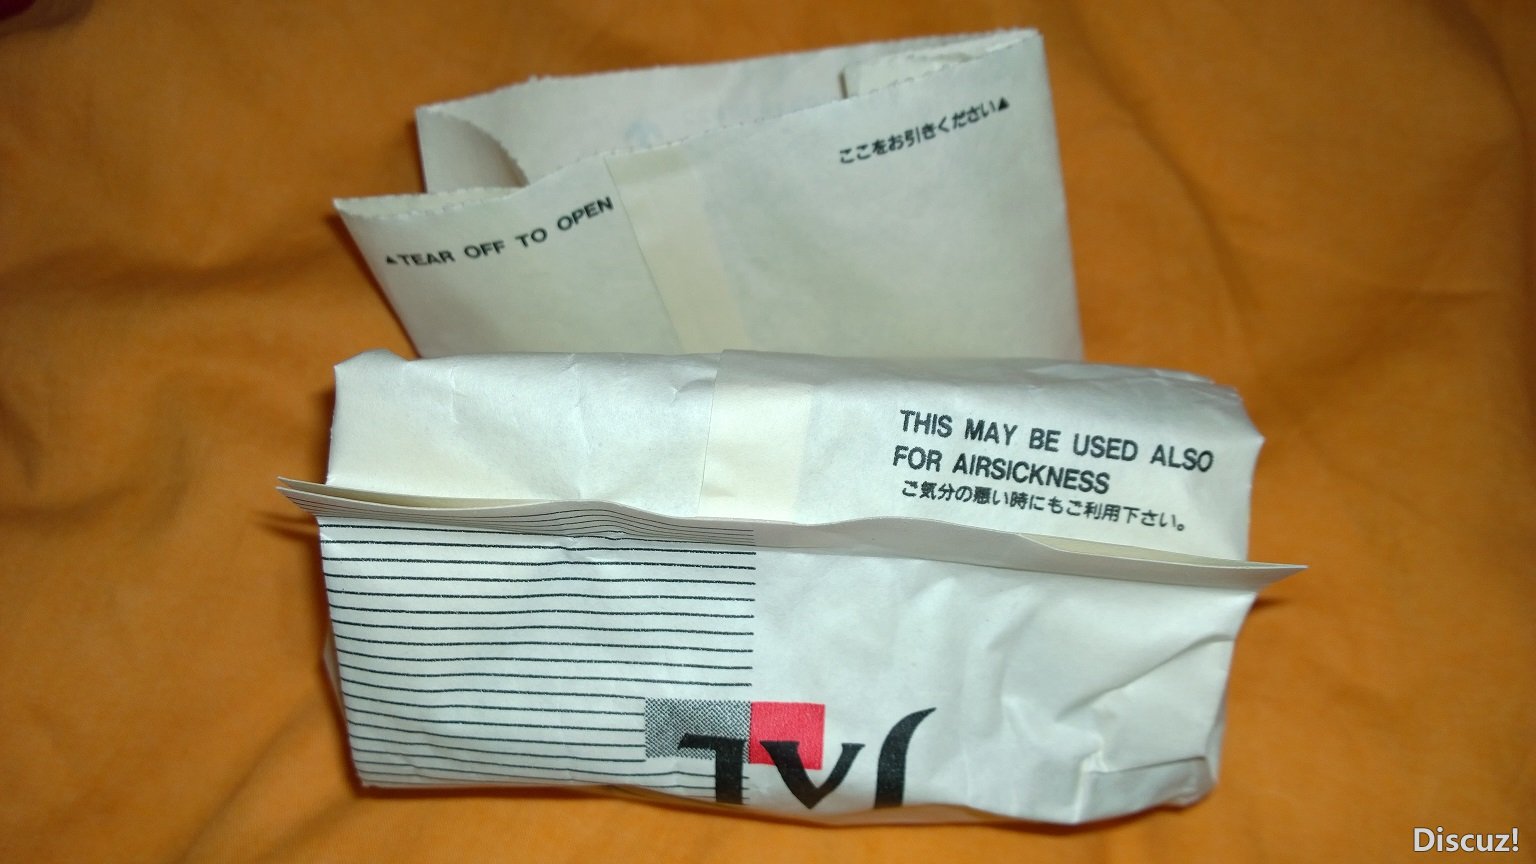 ここをお引きください▲
▲TEAR OFF TO OPEN
THIS MAY BE USED ALSO
FOR AIRSICKNESS
ご気分の悪い時にもご利用下さい。
JAL
Discuz!